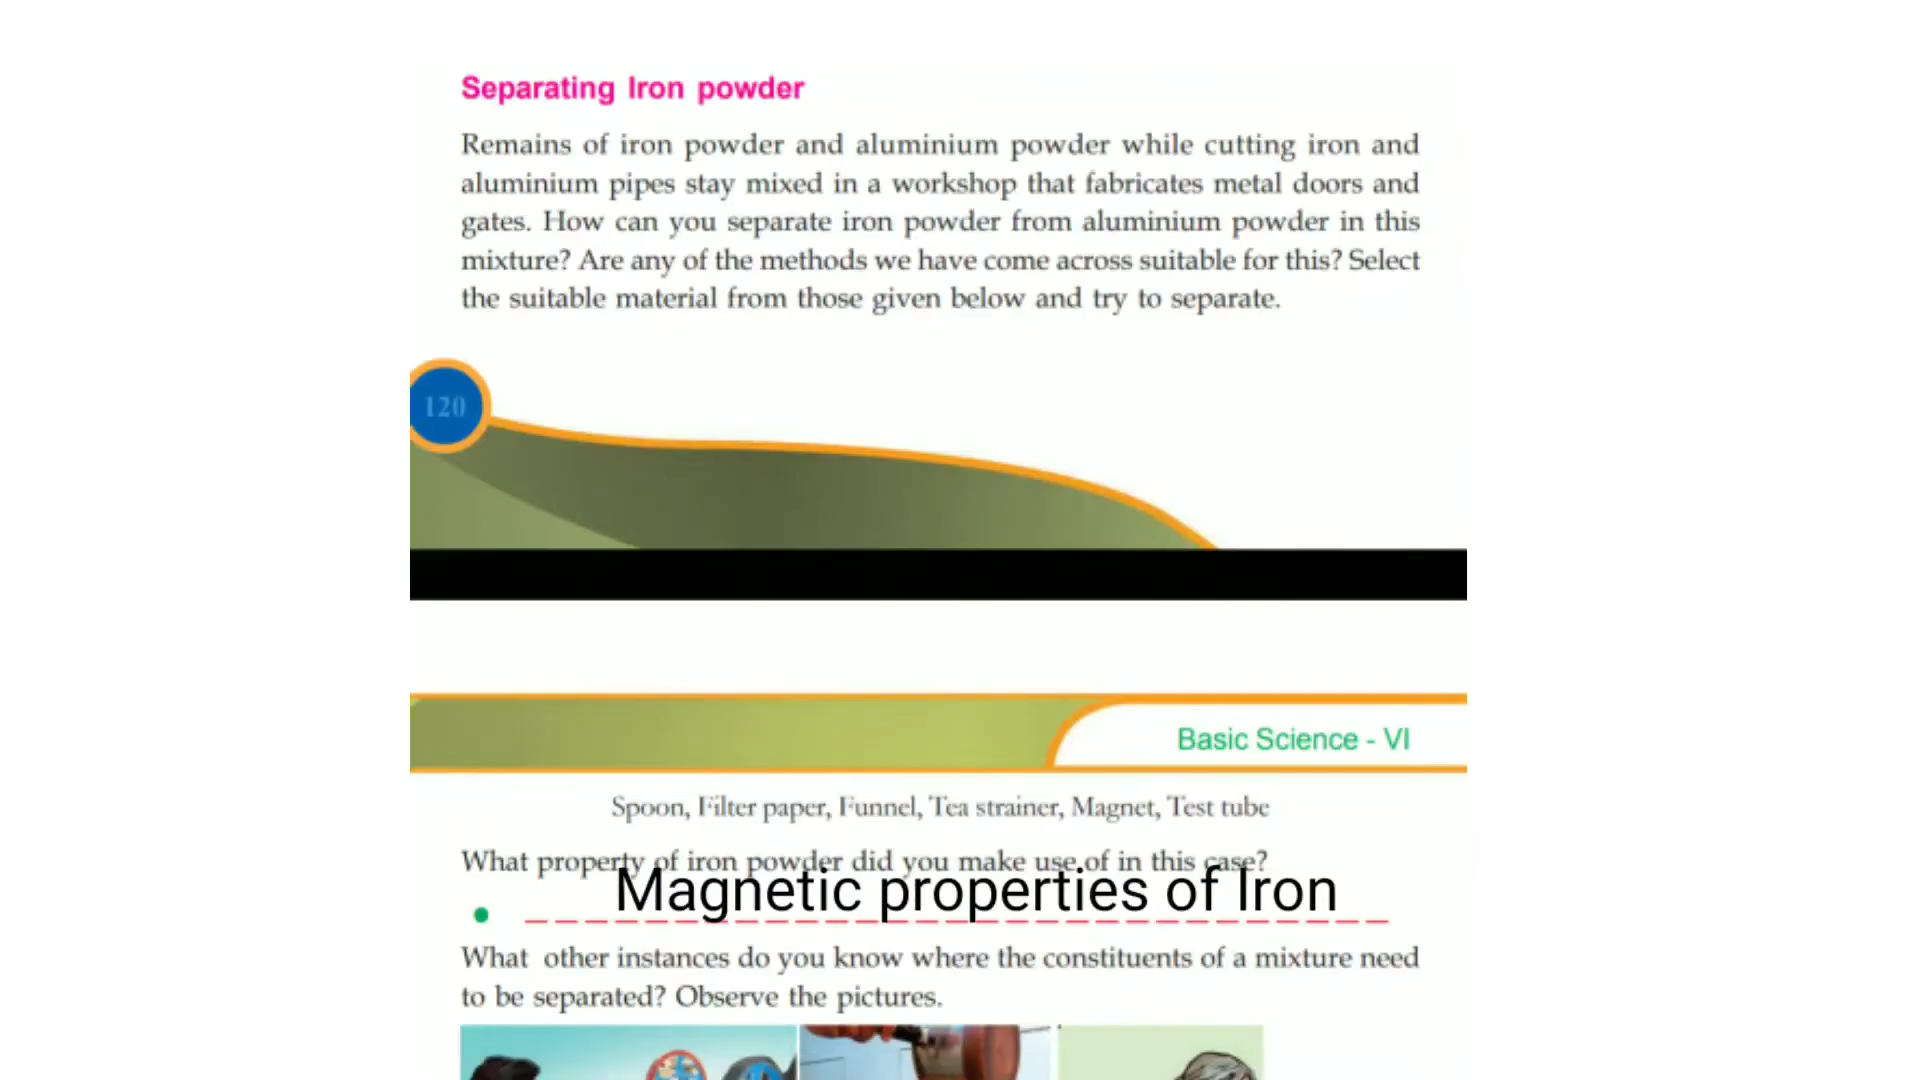 Separating Iron powder
Remains of iron powder and aluminium powder while cutting iron and
aluminium pipes stay mixed in a workshop that fabricates metal doors and
gates. How can you separate iron powder from aluminium powder in this
mixture? Are any of the methods we have come across suitable for this? Select
the suitable material from those given below and try to separate.
120
Basic Science - VI
Spoon, Filter paper, Funnel, Tea strainer, Magnet, Test tube
What property of iron powder did you make use of in this case?
Magnetic properties of Iron
What other instances do you know where the constituents of a mixture need
to be separated? Observe the pictures.